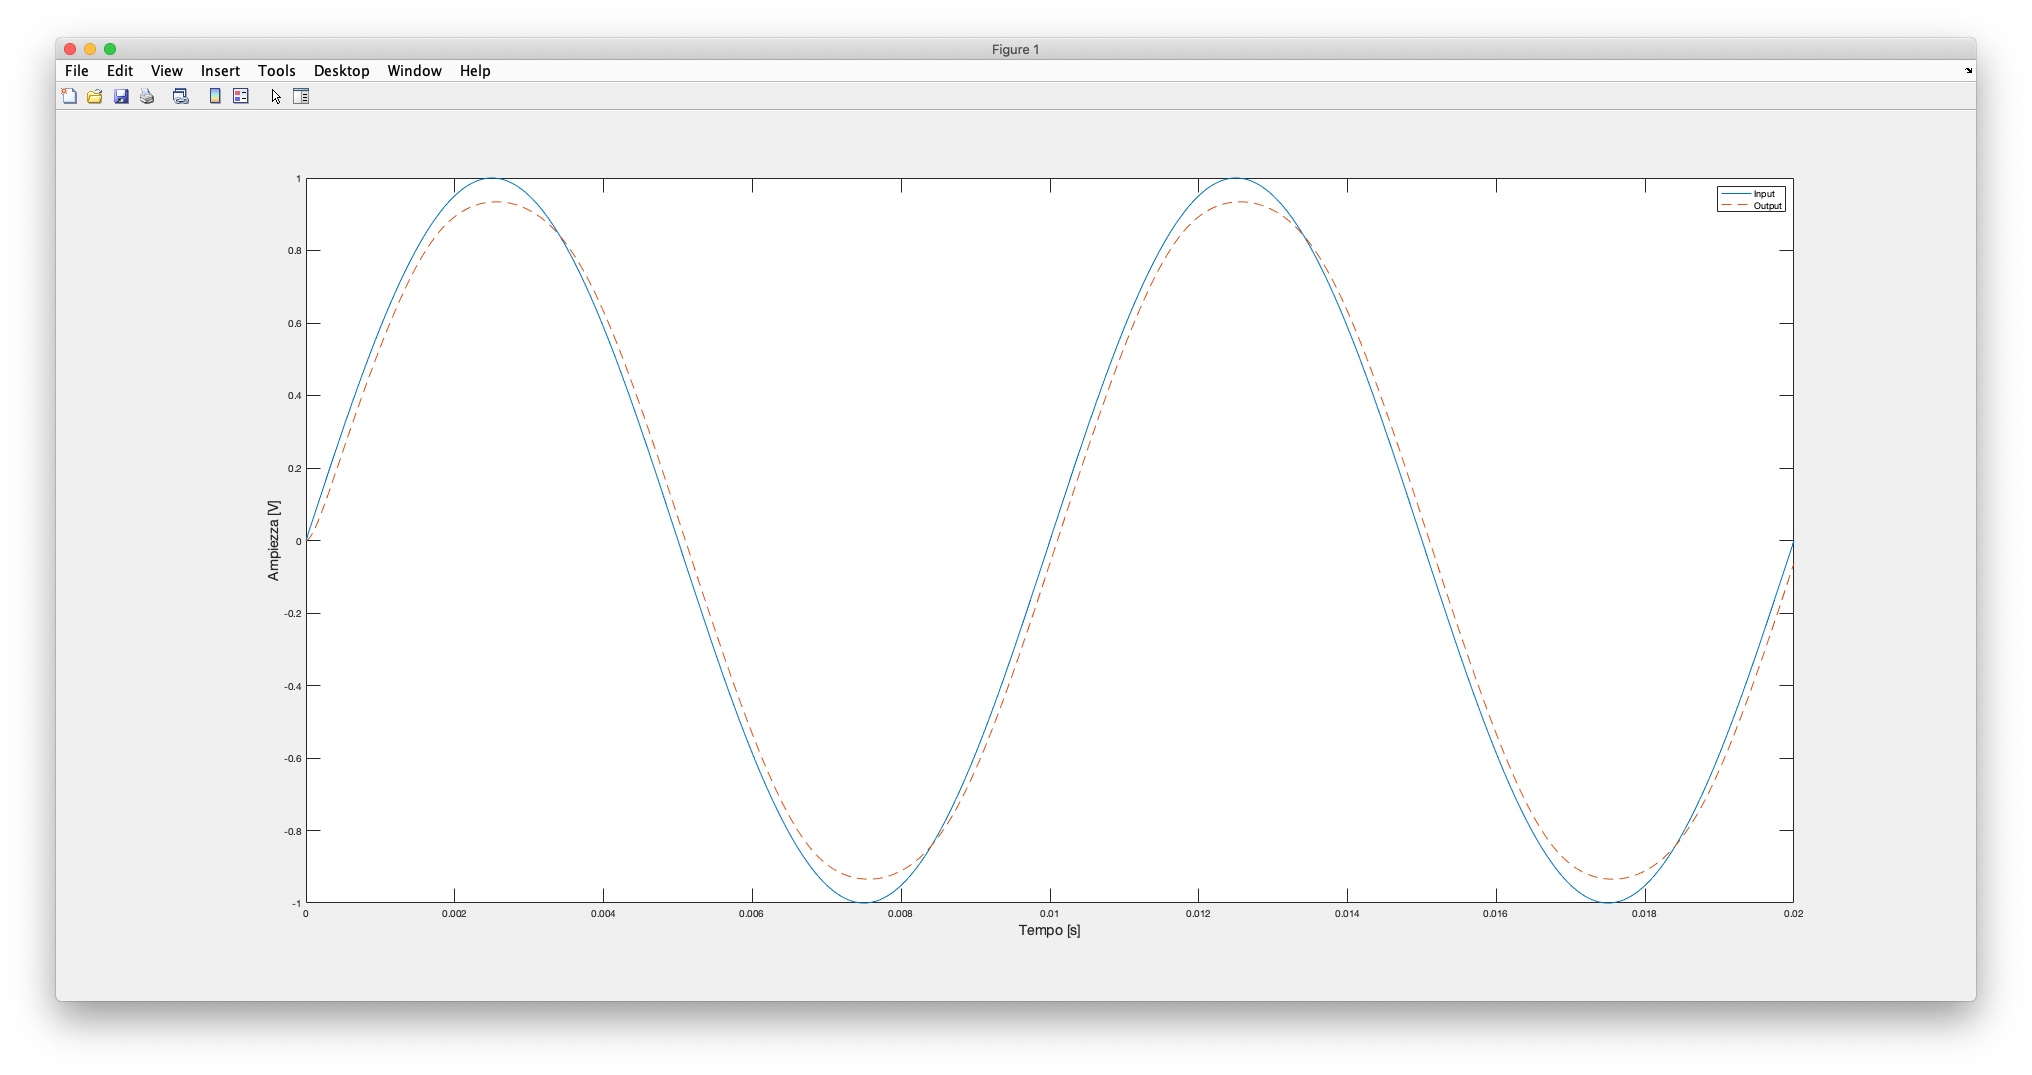 Figure 1
File Edit View Insert Tools Desktop Window Help
Input
Output
1
0.8
0.6
0.4
0.2
0
-0.2
-0.4
-0.6
-0.8
-1
Ampiezza [V]
0 0.002 0.004 0.006 0.008 0.01 0.012 0.014 0.016 0.018 0.02
Tempo [s]